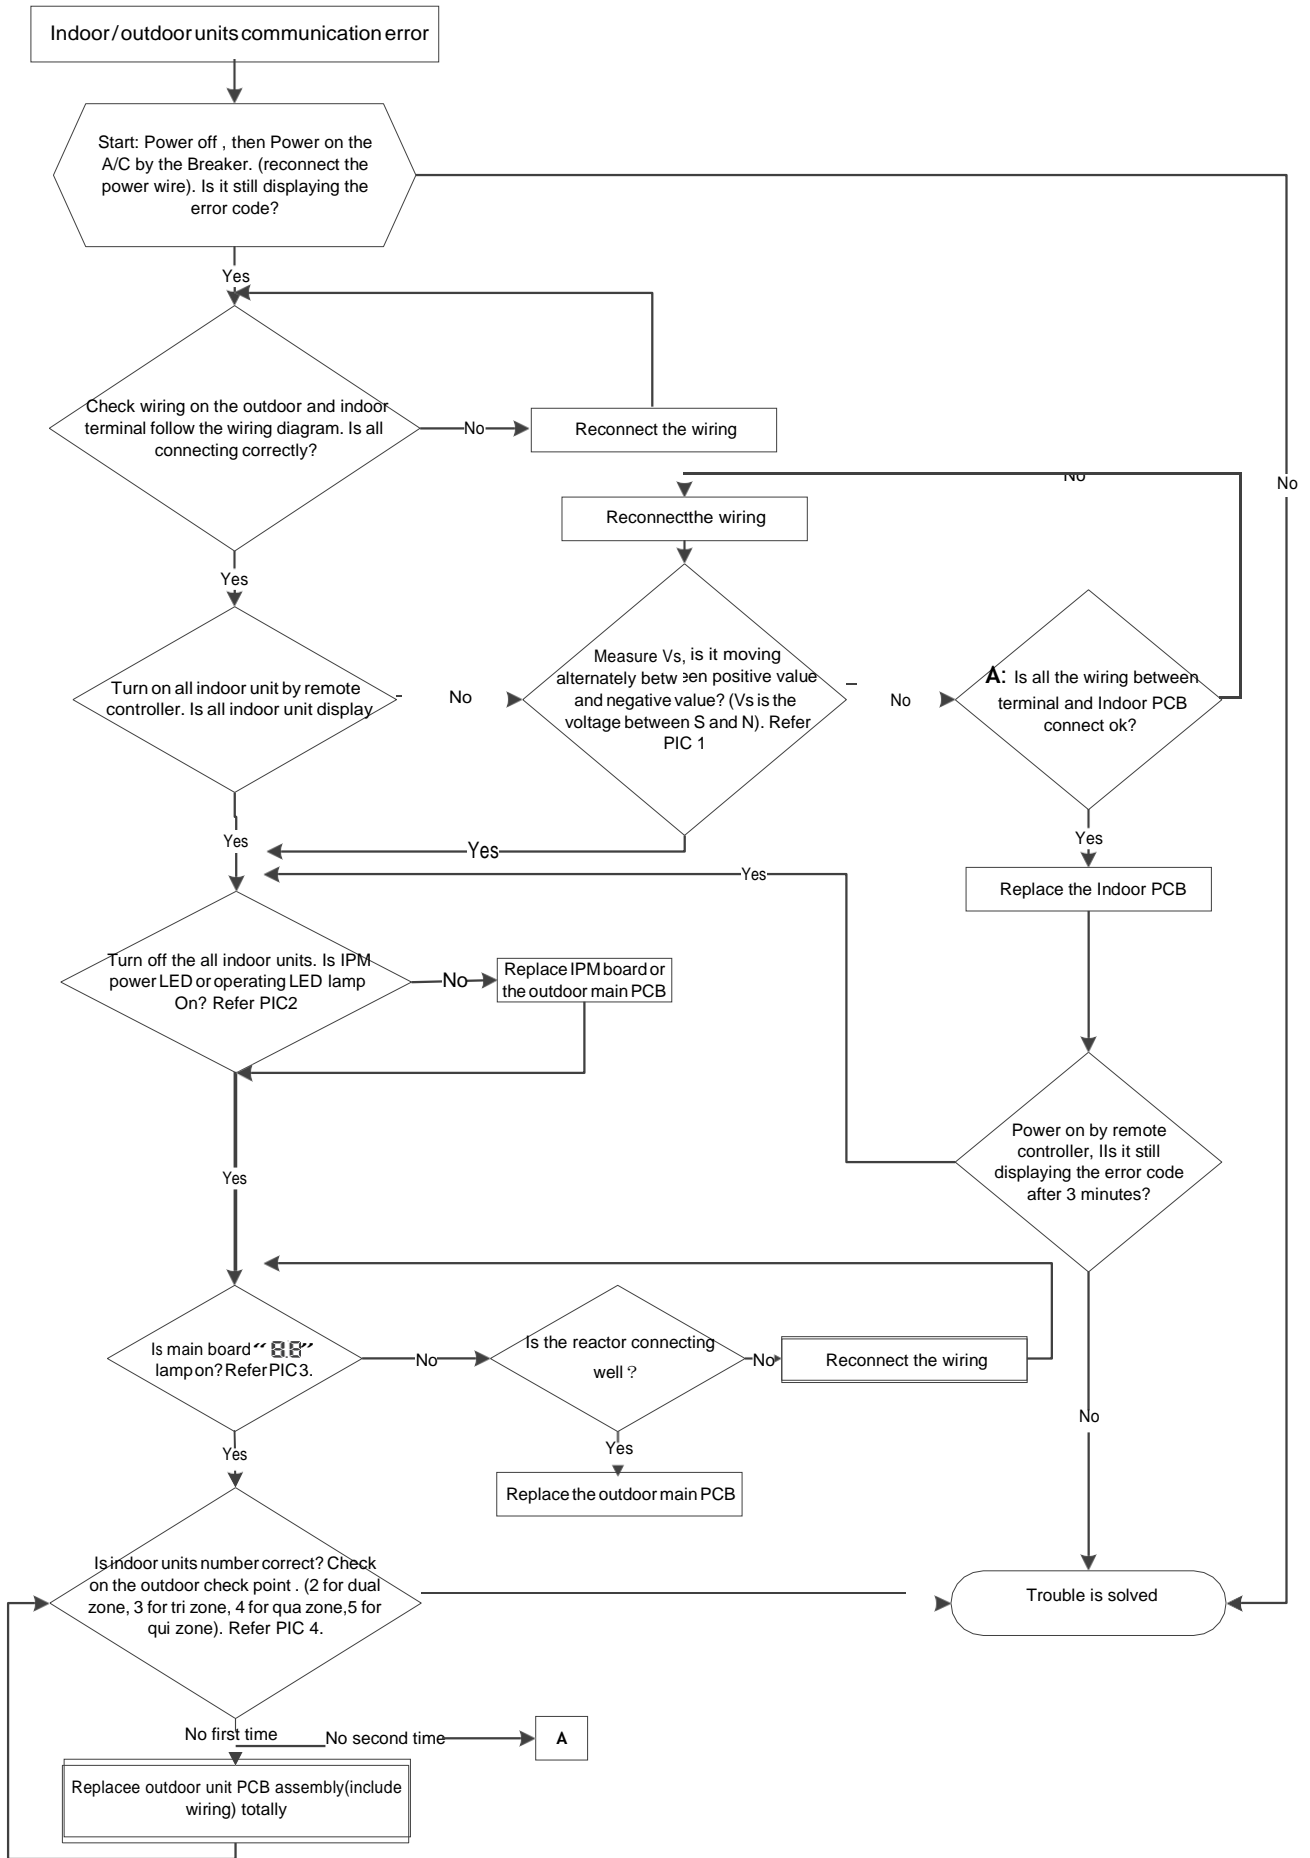 Indoor/outdoor units communication error
Start: Power off , then Power on the
A/C by the Breaker. (reconnect the
power wire). Is it still displaying the
error code?
Yes
No
Check wiring on the outdoor and indoor
terminal follow the wiring diagram. Is all
connecting correctly?
No
Reconnect the wiring
No
Reconnectthe wiring
Yes
Turn on all indoor unit by remote
controller. Is all indoor unit display
No
Measure Vs, is it moving
alternately betw een positive value
and negative value? (Vs is the
voltage between S and N). Refer
PIC 1
No
A: Is all the wiring between
terminal and Indoor PCB
connect ok?
Yes
Yes
Yes
Yes
Replace the Indoor PCB
Turn off the all indoor units. Is IPM
power LED or operating LED lamp
On? Refer PIC2
No
Replace IPM board or
the outdoor main PCB
Power on by remote
controller, IIs it still
displaying the error code
after 3 minutes?
Yes
Is main board “ 8.8”
lamp on? Refer PIC3.
No
Is the reactor connecting
well ?
No
Reconnect the wiring
No
Yes
Yes
Replace the outdoor main PCB
Is indoor units number correct? Check
on the outdoor check point . (2 for dual
zone, 3 for tri zone, 4 for qua zone,5 for
qui zone). Refer PIC 4.
Trouble is solved
No first time
No second time
A
Replacee outdoor unit PCB assembly(include
wiring) totally